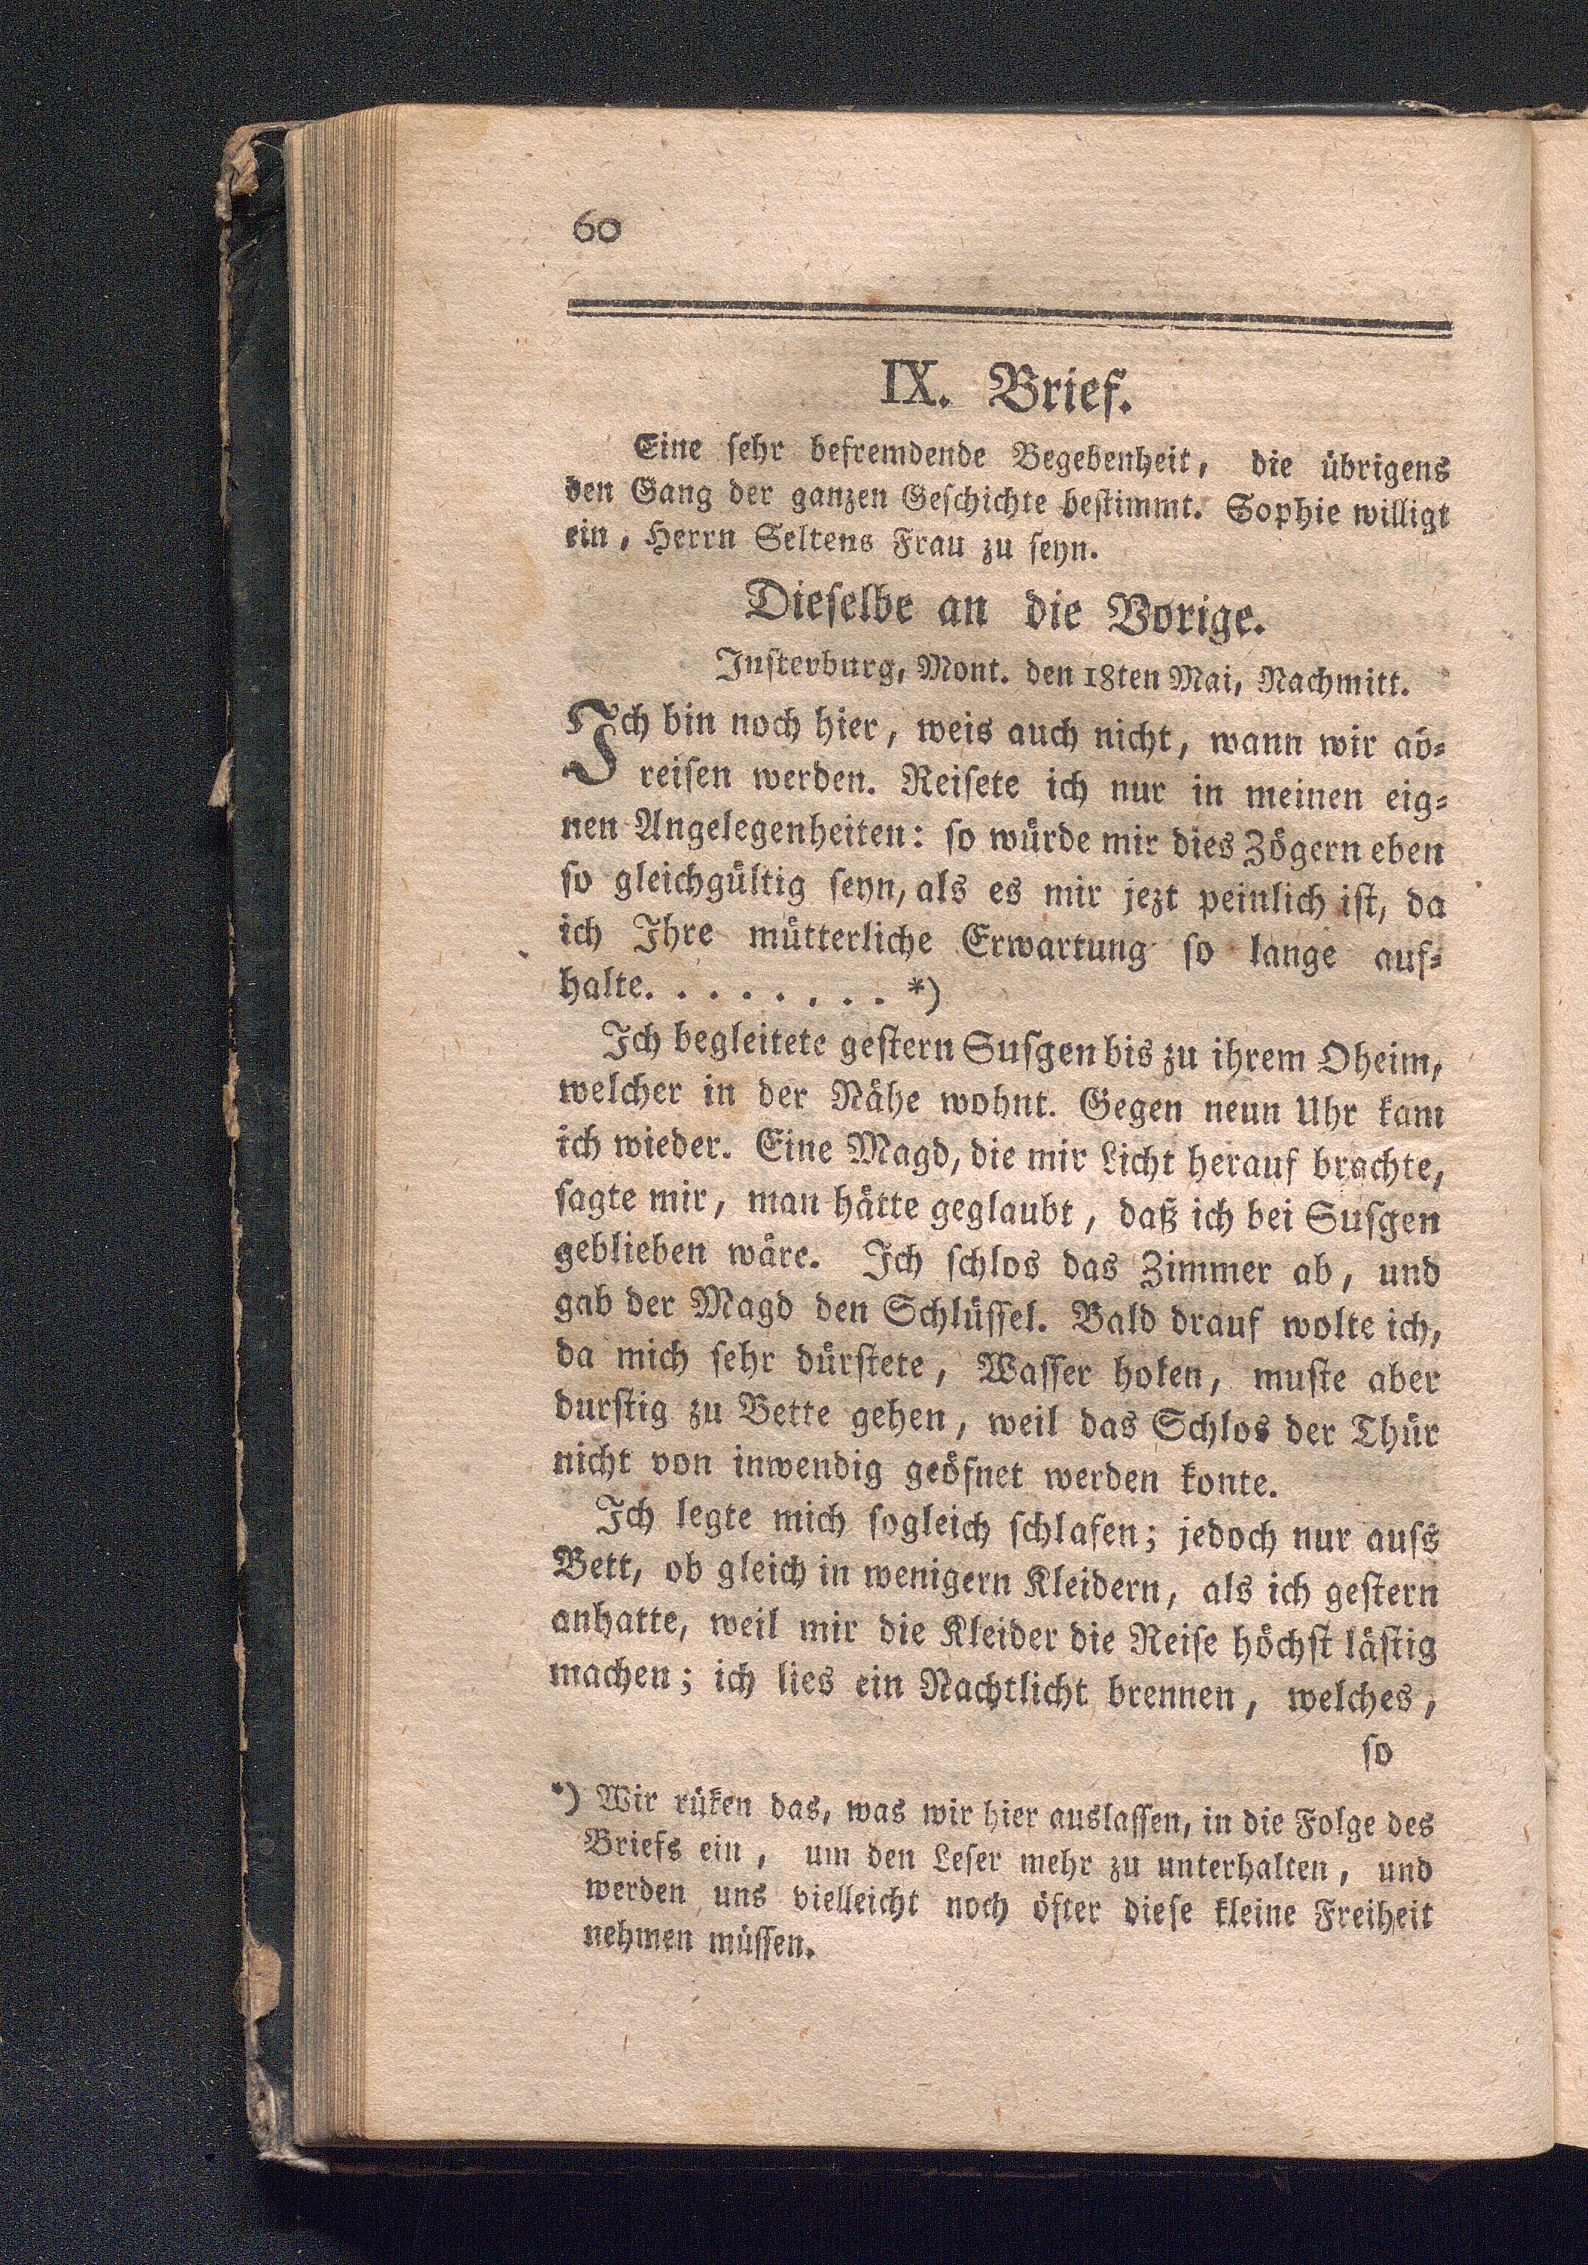 60
IX. Brief.
Eine ſehr befremdende Begebenheit, die übrigens
den Gang der ganzen Geſchichte beſtimmt. Sophie willigt
ein, Herrn Seltens Frau zu ſeyn.
Dieſelbe an die Vorige.
Inſterburg, Mont. den 18ten Mai, Nachmitt.
Ich bin noch hier, weis auch nicht, wann wir ab-
reiſen werden. Reiſete ich nur in meinen eig-
nen Angelegenheiten: ſo würde mir dies Zögern eben
ſo gleichgültig ſeyn, als es mir jezt peinlich iſt, da
ich Ihre mütterliche Erwartung ſo lange auf-
halte. . . . . . . . *)
Ich begleitete geſtern Suſgen bis zu ihrem Oheim,
welcher in der Nähe wohnt. Gegen neun Uhr kam
ich wieder. Eine Magd, die mir Licht herauf brachte,
ſagte mir, man hätte geglaubt, daß ich bei Suſgen
geblieben wäre. Ich ſchlos das Zimmer ab, und
gab der Magd den Schlüſſel. Bald drauf wolte ich,
da mich ſehr dürſtete, Waſſer holen, muſte aber
durſtig zu Bette gehen, weil das Schlos der Thür
nicht von inwendig geöfnet werden konte.
Ich legte mich ſogleich ſchlafen; jedoch nur aufs
Bett, ob gleich in wenigern Kleidern, als ich geſtern
anhatte, weil mir die Kleider die Reiſe höchſt läſtig
machen; ich lies ein Nachtlicht brennen, welches,
ſo
*) Wir rüken das, was wir hier auslaſſen, in die Folge des
Briefs ein, um den Leſer mehr zu unterhalten, und
werden uns vielleicht noch öfter dieſe kleine Freiheit
nehmen müſſen.